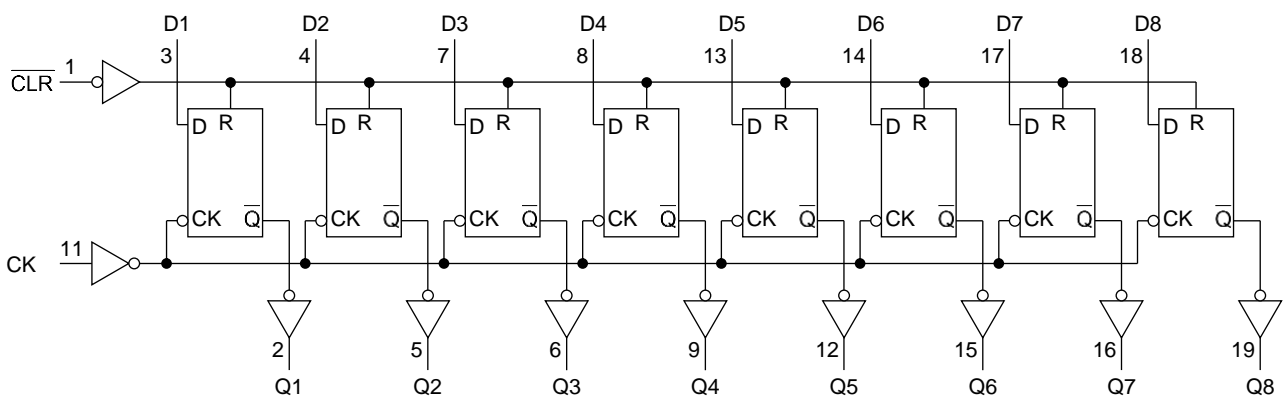 D1 D2 D3 D4 D5 D6 D7 D8
3 4 7 8 13 14 17 18
C̅L̅R̅ 1
D R D R D R D R D R D R D R D R
CK Q̅ CK Q̅ CK Q̅ CK Q̅ CK Q̅ CK Q̅ CK Q̅ CK Q̅
CK 11
2 5 6 9 12 15 16 19
Q1 Q2 Q3 Q4 Q5 Q6 Q7 Q8